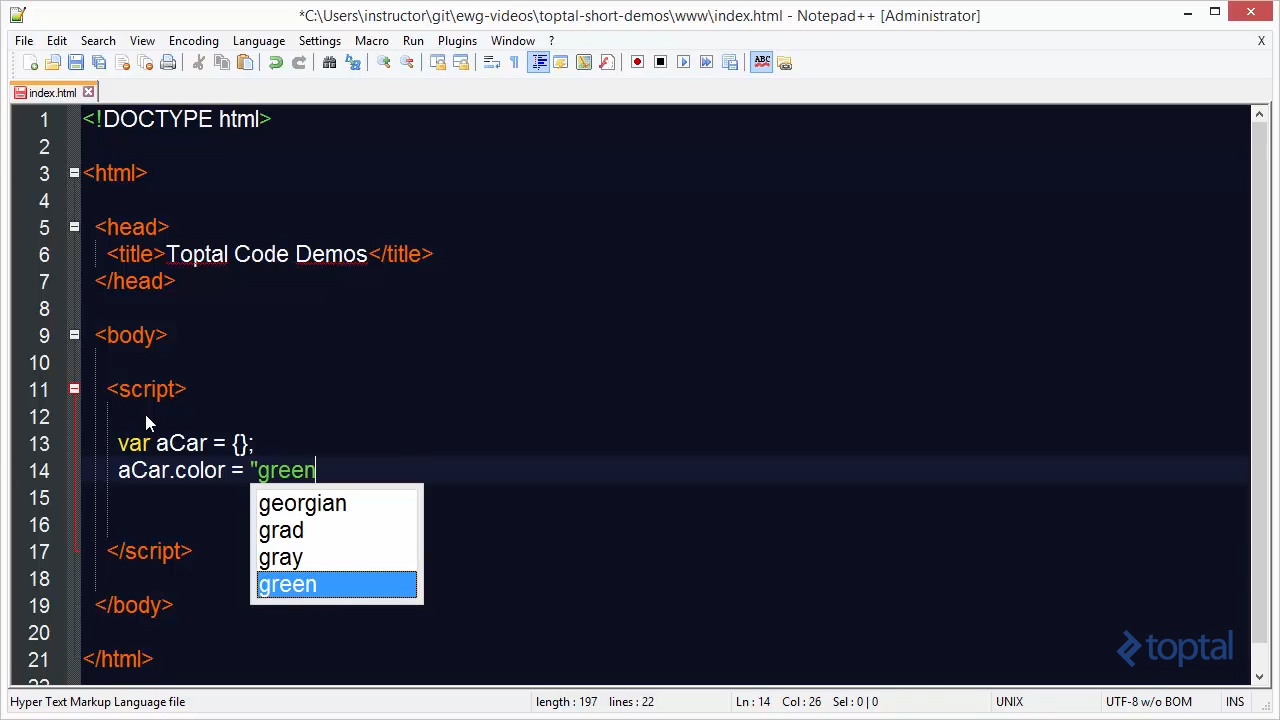 *C:\Users\instructor\git\ewg-videos\toptal-short-demos\www\index.html - Notepad++ [Administrator]
File Edit Search View Encoding Language Settings Macro Run Plugins Window ? X
ABC
index.html
1 <!DOCTYPE html>
2
3 <html>
4
5 <head>
6 <title>Toptal Code Demos</title>
7 </head>
8
9 <body>
10
11 <script>
12
13 var aCar = {};
14 aCar.color = "green
15 georgian
grad
16
17 </script> gray
18 green
19 </body>
20
21 </html>
22
toptal
Hyper Text Markup Language file length : 197 lines : 22 Ln : 14 Col : 26 Sel : 0 | 0 UNIX UTF-8 w/o BOM INS